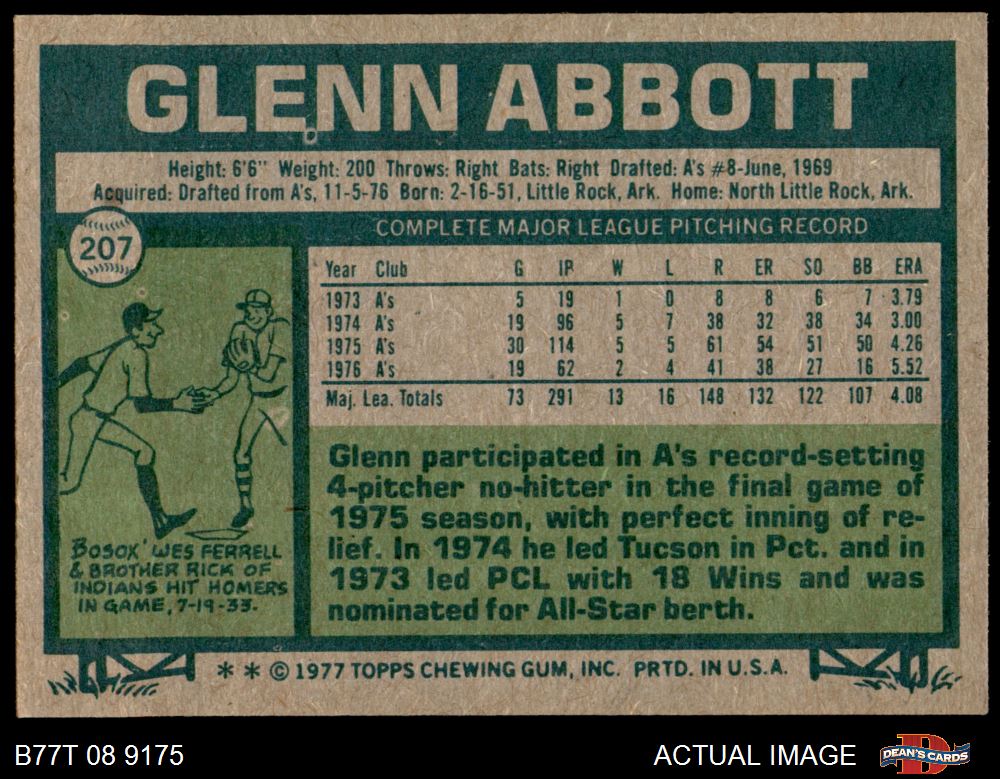 GLENN ABBOTT
Height: 6'6" Weight: 200 Throws: Right Bats: Right Drafted: A's #8-June, 1969
Acquired: Drafted from A's, 11-5-76 Born: 2-16-51, Little Rock, Ark. Home: North Little Rock, Ark.
207
COMPLETE MAJOR LEAGUE PITCHING RECORD
Year Club G IP W L R ER SO BB ERA
1973 A's 5 19 1 0 8 8 6 7 3.79
1974 A's 19 96 5 7 38 32 38 34 3.00
1975 A's 30 114 5 5 61 54 51 50 4.26
1976 A's 19 62 2 4 41 38 27 16 5.52
Maj. Lea. Totals 73 291 13 16 148 132 122 107 4.08
Glenn participated in A's record-setting
4-pitcher no-hitter in the final game of
1975 season, with perfect inning of re-
lief. In 1974 he led Tucson in Pct. and in
1973 led PCL with 18 Wins and was
nominated for All-Star berth.
BOSOX' WES FERRELL
& BROTHER RICK OF
INDIANS HIT HOMERS
IN GAME, 7-19-33.
* * © 1977 TOPPS CHEWING GUM, INC. PRTD. IN U.S.A.
B77T 08 9175
ACTUAL IMAGE
D
DEAN'S CARDS